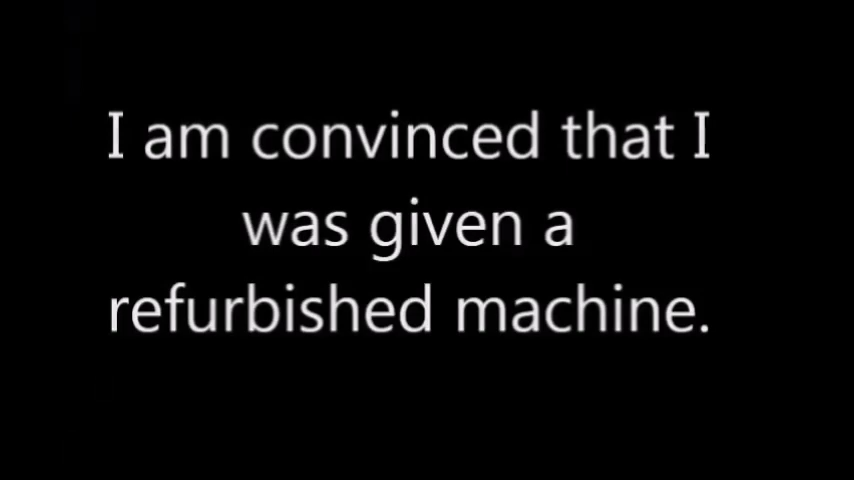 I am convinced that I
was given a
refurbished machine.